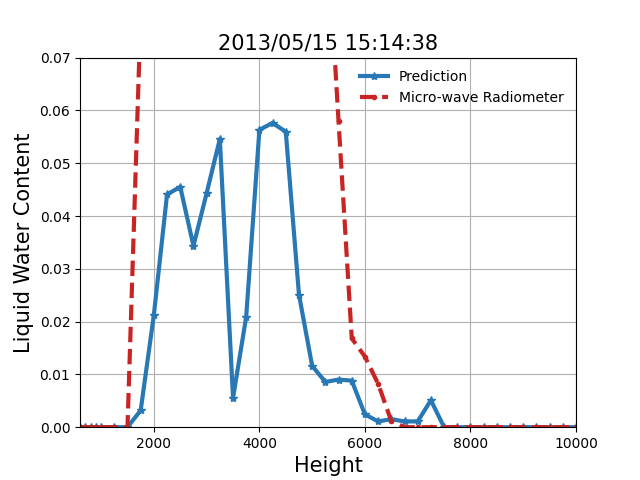 2013/05/15 15:14:38
Prediction
Micro-wave Radiometer
Liquid Water Content
0.07
0.06
0.05
0.04
0.03
0.02
0.01
0.00
2000 4000 6000 8000 10000
Height